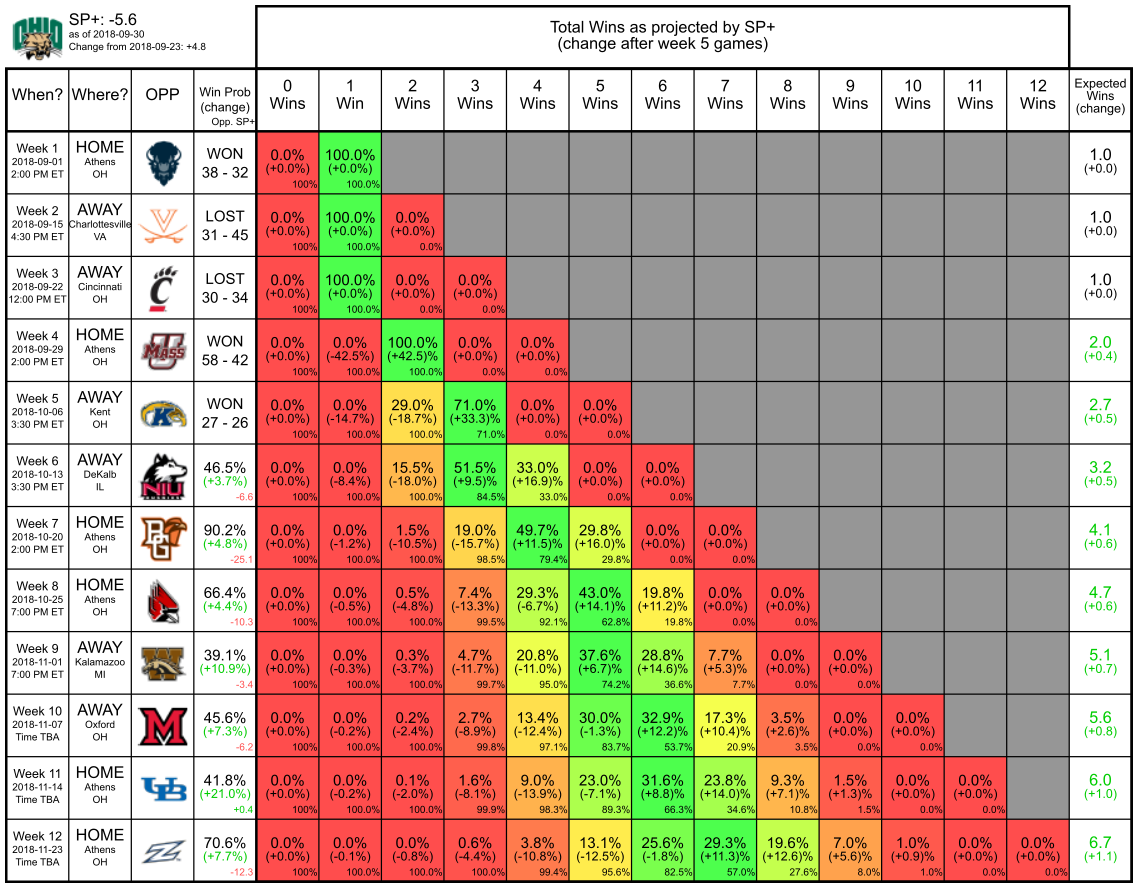 OHIO
SP+: -5.6
as of 2018-09-30
Change from 2018-09-23: +4.8
Total Wins as projected by SP+
(change after week 5 games)
When? Where? OPP Win Prob (change) Opp. SP+ 0 Wins 1 Win 2 Wins 3 Wins 4 Wins 5 Wins 6 Wins 7 Wins 8 Wins 9 Wins 10 Wins 11 Wins 12 Wins Expected Wins (change)
Week 1 HOME WON 0.0% 100.0% 1.0
2018-09-01 Athens 38 - 32 (+0.0%) (+0.0%) (+0.0)
2:00 PM ET OH 100% 100.0%
Week 2 AWAY LOST 0.0% 100.0% 0.0% 1.0
2018-09-15 Charlottesville 31 - 45 (+0.0%) (+0.0%) (+0.0%) (+0.0)
4:30 PM ET VA 100% 100.0% 0.0%
Week 3 AWAY LOST 0.0% 100.0% 0.0% 0.0% 1.0
2018-09-22 Cincinnati 30 - 34 (+0.0%) (+0.0%) (+0.0%) (+0.0%) (+0.0)
12:00 PM ET OH 100% 100.0% 0.0% 0.0%
Week 4 HOME MASS WON 0.0% 0.0% 100.0% 0.0% 0.0% 2.0
2018-09-29 Athens 58 - 42 (+0.0%) (-42.5%) (+42.5)% (+0.0%) (+0.0%) (+0.4)
2:00 PM ET OH 100% 100.0% 100.0% 0.0% 0.0%
Week 5 AWAY K WON 0.0% 0.0% 29.0% 71.0% 0.0% 0.0% 2.7
2018-10-06 Kent 27 - 26 (+0.0%) (-14.7%) (-18.7%) (+33.3)% (+0.0%) (+0.0%) (+0.5)
3:30 PM ET OH 100% 100.0% 100.0% 71.0% 0.0% 0.0%
Week 6 AWAY NIU 46.5% 0.0% 0.0% 15.5% 51.5% 33.0% 0.0% 0.0% 3.2
2018-10-13 DeKalb (+3.7%) (+0.0%) (-8.4%) (-18.0%) (+9.5)% (+16.9)% (+0.0%) (+0.0%) (+0.5)
3:30 PM ET IL -6.6 100% 100.0% 100.0% 84.5% 33.0% 0.0% 0.0%
Week 7 HOME BG 90.2% 0.0% 0.0% 1.5% 19.0% 49.7% 29.8% 0.0% 0.0% 4.1
2018-10-20 Athens (+4.8%) (+0.0%) (-1.2%) (-10.5%) (-15.7%) (+11.5)% (+16.0)% (+0.0%) (+0.0%) (+0.6)
2:00 PM ET OH -25.1 100% 100.0% 100.0% 98.5% 79.4% 29.8% 0.0% 0.0%
Week 8 HOME 66.4% 0.0% 0.0% 0.5% 7.4% 29.3% 43.0% 19.8% 0.0% 0.0% 4.7
2018-10-25 Athens (+4.4%) (+0.0%) (-0.5%) (-4.8%) (-13.3%) (-6.7%) (+14.1)% (+11.2)% (+0.0%) (+0.0%) (+0.6)
7:00 PM ET OH -10.3 100% 100.0% 100.0% 99.5% 92.1% 62.8% 19.8% 0.0% 0.0%
Week 9 AWAY W 39.1% 0.0% 0.0% 0.3% 4.7% 20.8% 37.6% 28.8% 7.7% 0.0% 0.0% 5.1
2018-11-01 Kalamazoo (+10.9%) (+0.0%) (-0.3%) (-3.7%) (-11.7%) (-11.0%) (+6.7)% (+14.6)% (+5.3)% (+0.0%) (+0.0%) (+0.7)
7:00 PM ET MI -3.4 100% 100.0% 100.0% 99.7% 95.0% 74.2% 36.6% 7.7% 0.0% 0.0%
Week 10 AWAY M 45.6% 0.0% 0.0% 0.2% 2.7% 13.4% 30.0% 32.9% 17.3% 3.5% 0.0% 0.0% 5.6
2018-11-07 Oxford (+7.3%) (+0.0%) (-0.2%) (-2.4%) (-8.9%) (-12.4%) (-1.3%) (+12.2)% (+10.4)% (+2.6)% (+0.0%) (+0.0%) (+0.8)
Time TBA OH -6.2 100% 100.0% 100.0% 99.8% 97.1% 83.7% 53.7% 20.9% 3.5% 0.0% 0.0%
Week 11 HOME UB 41.8% 0.0% 0.0% 0.1% 1.6% 9.0% 23.0% 31.6% 23.8% 9.3% 1.5% 0.0% 0.0% 6.0
2018-11-14 Athens (+21.0%) (+0.0%) (-0.2%) (-2.0%) (-8.1%) (-13.9%) (-7.1%) (+8.8)% (+14.0)% (+7.1)% (+1.3)% (+0.0%) (+0.0%) (+1.0)
Time TBA OH +0.4 100% 100.0% 100.0% 99.9% 98.3% 89.3% 66.3% 34.6% 10.8% 1.5% 0.0% 0.0%
Week 12 HOME Z 70.6% 0.0% 0.0% 0.0% 0.6% 3.8% 13.1% 25.6% 29.3% 19.6% 7.0% 1.0% 0.0% 0.0% 6.7
2018-11-23 Athens (+7.7%) (+0.0%) (-0.1%) (-0.8%) (-4.4%) (-10.8%) (-12.5%) (-1.8%) (+11.3)% (+12.6)% (+5.6)% (+0.9)% (+0.0%) (+0.0%) (+1.1)
Time TBA OH -12.3 100% 100.0% 100.0% 100.0% 99.4% 95.6% 82.5% 57.0% 27.6% 8.0% 1.0% 0.0% 0.0%